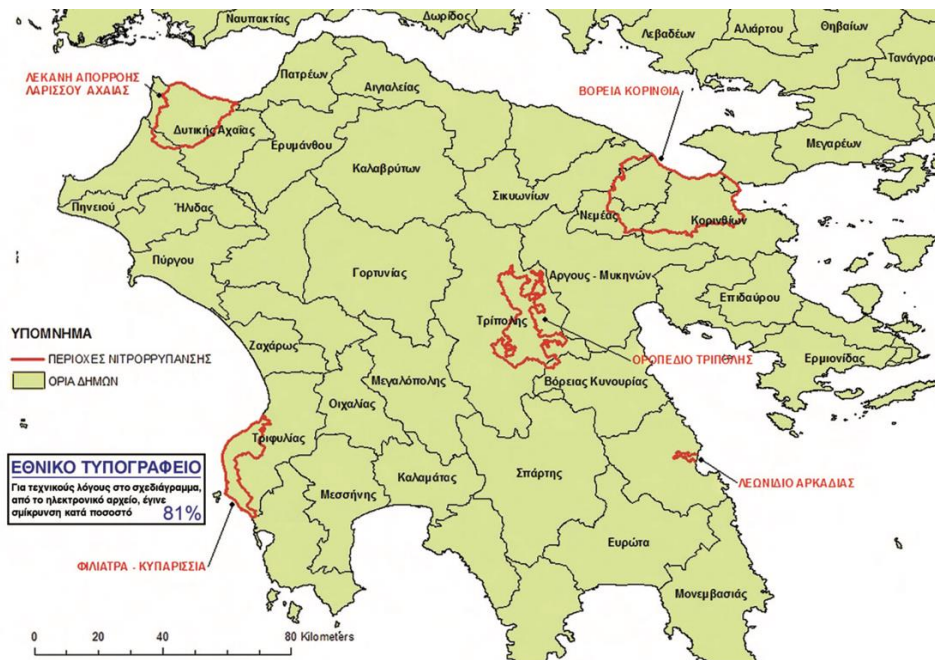 Ναυπακτίας
Δωρίδος
Λεβαδέων
Αλιάρτου
Θηβαίων
Τανάγρας
ΛΕΚΑΝΗ ΑΠΟΡΡΟΗΣ
ΛΑΡΙΣΣΟΥ ΑΧΑΙΑΣ
Πατρέων
Αιγιαλείας
ΒΟΡΕΙΑ ΚΟΡΙΝΘΙΑ
Δυτικής Αχαΐας
Ερυμάνθου
Μεγαρέων
Καλαβρύτων
Σικυωνίων
Πηνειού
Ήλιδας
Νεμέας
Κορινθίων
Πύργου
Γορτυνίας
Αργους - Μυκηνών
Επιδαύρου
Τρίπολης
ΥΠΟΜΝΗΜΑ
ΠΕΡΙΟΧΕΣ ΝΙΤΡΟΡΡΥΠΑΝΣΗΣ
ΟΡΙΑ ΔΗΜΩΝ
Ζαχάρως
ΟΡΟΠΕΔΙΟ ΤΡΙΠΟΛΗΣ
Ερμιονίδας
Μεγαλόπολης
Βόρειας Κυνουρίας
Οιχαλίας
Τριφυλίας
ΕΘΝΙΚΟ ΤΥΠΟΓΡΑΦΕΙΟ
Για τεχνικούς λόγους στο σχεδιάγραμμα,
από το ηλεκτρονικό αρχείο, έγινε
σμίκρυνση κατά ποσοστό 81%
Μεσσήνης
Καλαμάτας
Σπάρτης
ΛΕΩΝΙΔΙΟ ΑΡΚΑΔΙΑΣ
Ευρώτα
ΦΙΛΙΑΤΡΑ - ΚΥΠΑΡΙΣΣΙΑ
Μονεμβασιάς
0 20 40 80 Kilometers